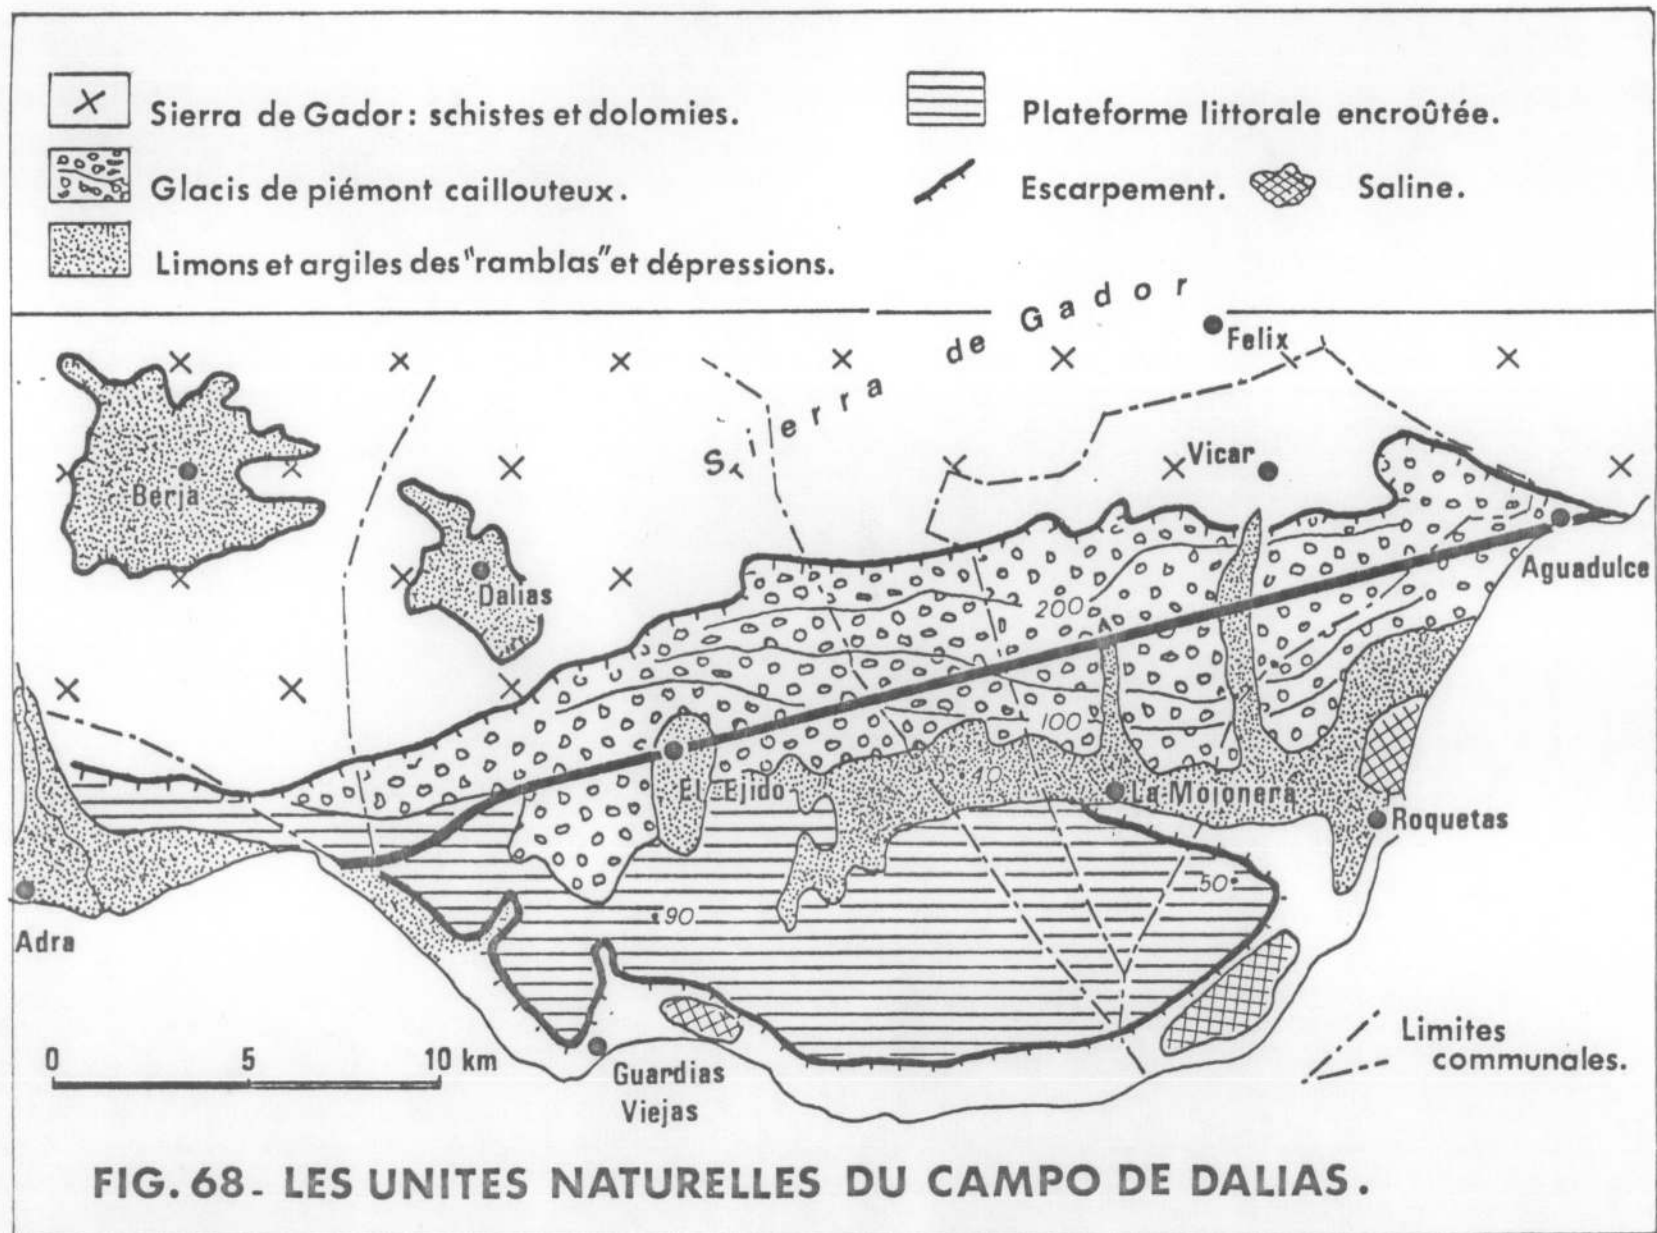 Sierra de Gador : schistes et dolomies.
Glacis de piémont caillouteux.
Limons et argiles des "ramblas" et dépressions.
Plateforme littorale encroûtée.
Escarpement.
Saline.
Sierra de Gador
Felix
Vicar
Berja
Dalias
Aguadulce
200
100
El Ejido
40
La Mojonera
Roquetas
50
90
Adra
0 5 10 km
Guardias
Viejas
Limites
communales.
FIG. 68- LES UNITES NATURELLES DU CAMPO DE DALIAS.